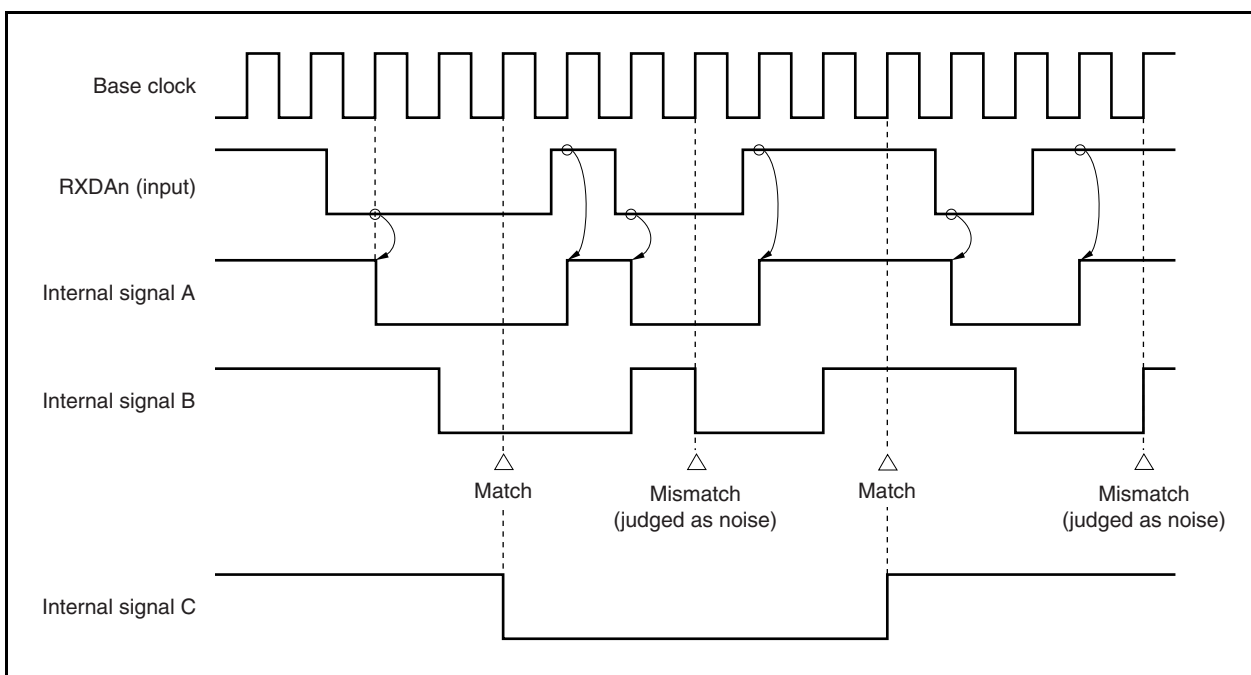 Base clock
RXDAn (input)
Internal signal A
Internal signal B
Match
Mismatch
(judged as noise)
Match
Mismatch
(judged as noise)
Internal signal C